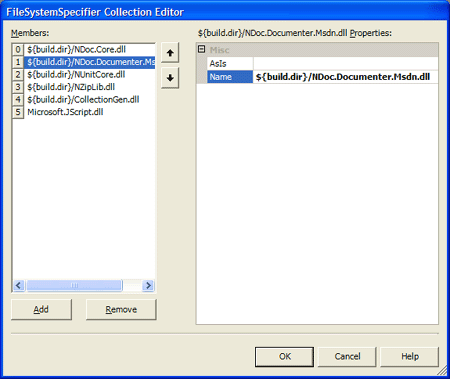 FileSystemSpecifier Collection Editor
Members:
0 ${build.dir}/NDoc.Core.dll
1 ${build.dir}/NDoc.Documenter.Ms
2 ${build.dir}/NUnitCore.dll
3 ${build.dir}/NZipLib.dll
4 ${build.dir}/CollectionGen.dll
5 Microsoft.JScript.dll
Add
Remove
${build.dir}/NDoc.Documenter.Msdn.dll Properties:
Misc
AsIs
Name ${build.dir}/NDoc.Documenter.Msdn.dll
OK
Cancel
Help